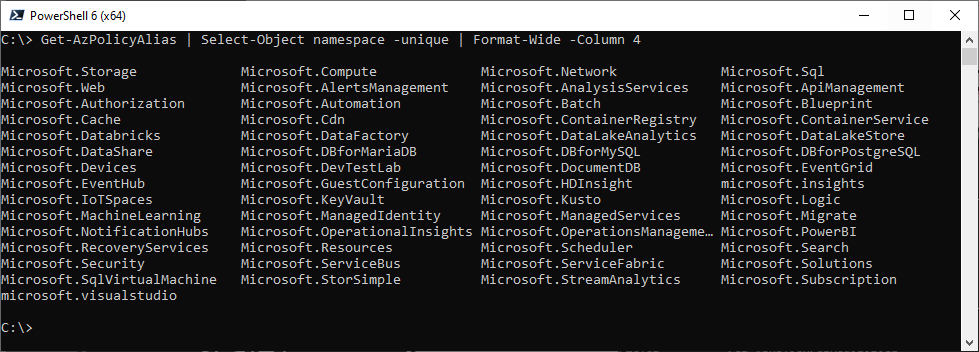 PowerShell 6 (x64)
C:\> Get-AzPolicyAlias | Select-Object namespace -unique | Format-Wide -Column 4
Microsoft.Storage Microsoft.Compute Microsoft.Network Microsoft.Sql
Microsoft.Web Microsoft.AlertsManagement Microsoft.AnalysisServices Microsoft.ApiManagement
Microsoft.Authorization Microsoft.Automation Microsoft.Batch Microsoft.Blueprint
Microsoft.Cache Microsoft.Cdn Microsoft.ContainerRegistry Microsoft.ContainerService
Microsoft.Databricks Microsoft.DataFactory Microsoft.DataLakeAnalytics Microsoft.DataLakeStore
Microsoft.DataShare Microsoft.DBforMariaDB Microsoft.DBforMySQL Microsoft.DBforPostgreSQL
Microsoft.Devices Microsoft.DevTestLab Microsoft.DocumentDB Microsoft.EventGrid
Microsoft.EventHub Microsoft.GuestConfiguration Microsoft.HDInsight microsoft.insights
Microsoft.IoTSpaces Microsoft.KeyVault Microsoft.Kusto Microsoft.Logic
Microsoft.MachineLearning Microsoft.ManagedIdentity Microsoft.ManagedServices Microsoft.Migrate
Microsoft.NotificationHubs Microsoft.OperationalInsights Microsoft.OperationsManageme… Microsoft.PowerBI
Microsoft.RecoveryServices Microsoft.Resources Microsoft.Scheduler Microsoft.Search
Microsoft.Security Microsoft.ServiceBus Microsoft.ServiceFabric Microsoft.Solutions
Microsoft.SqlVirtualMachine Microsoft.StorSimple Microsoft.StreamAnalytics Microsoft.Subscription
microsoft.visualstudio
C:\>